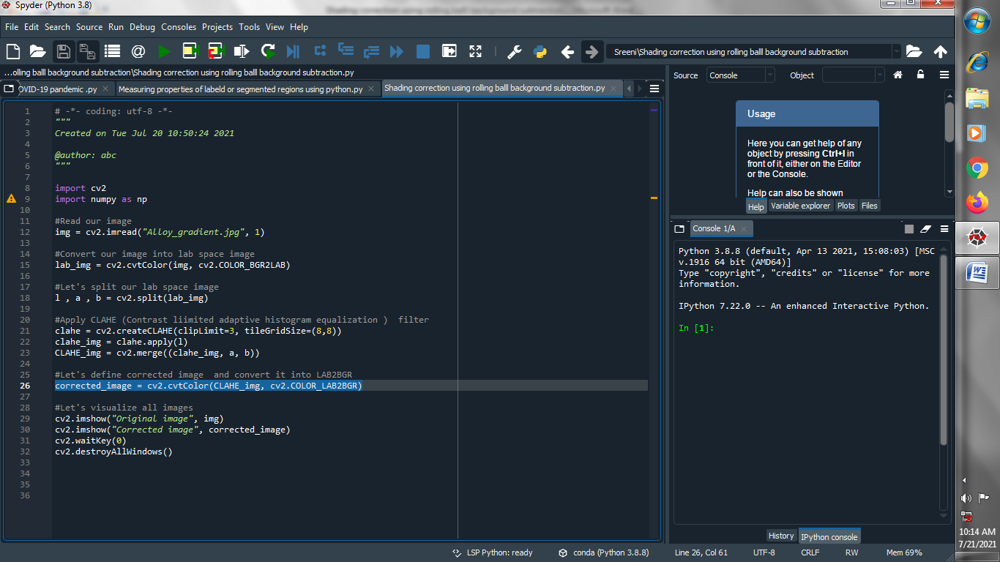 Spyder (Python 3.8)
File Edit Search Source Run Debug Consoles Projects Tools View Help
Sreeni\Shading correction using rolling balll background subtraction
...olling balll background subtraction\Shading correction using rolling balll background subtraction.py
OVID-19 pandemic .py
Measuring properties of labeld or segmented regions using python.py
Shading correction using rolling balll background subtraction.py
1 # -*- coding: utf-8 -*-
2 """
3 Created on Tue Jul 20 10:50:24 2021
4
5 @author: abc
6 """
7
8 import cv2
9 import numpy as np
10
11 #Read our image
12 img = cv2.imread("Alloy_gradient.jpg", 1)
13
14 #Convert our image into lab space image
15 lab_img = cv2.cvtColor(img, cv2.COLOR_BGR2LAB)
16
17 #Let's split our lab space image
18 l , a , b = cv2.split(lab_img)
19
20 #Apply CLAHE (Contrast liimited adaptive histogram equalization )  filter
21 clahe = cv2.createCLAHE(clipLimit=3, tileGridSize=(8,8))
22 clahe_img = clahe.apply(l)
23 CLAHE_img = cv2.merge((clahe_img, a, b))
24
25 #Let's define corrected image  and convert it into LAB2BGR
26 corrected_image = cv2.cvtColor(CLAHE_img, cv2.COLOR_LAB2BGR)
27
28 #Let's visualize all images
29 cv2.imshow("Original image", img)
30 cv2.imshow("Corrected image", corrected_image)
31 cv2.waitKey(0)
32 cv2.destroyAllWindows()
33
34
35
36
Source Console Object
Usage
Here you can get help of any
object by pressing Ctrl+I in
front of it, either on the Editor
or the Console.
Help can also be shown
Help Variable explorer Plots Files
Console 1/A
Python 3.8.8 (default, Apr 13 2021, 15:08:03) [MSC
v.1916 64 bit (AMD64)]
Type "copyright", "credits" or "license" for more
information.
IPython 7.22.0 -- An enhanced Interactive Python.
In [1]:
History IPython console
LSP Python: ready conda (Python 3.8.8) Line 26, Col 61 UTF-8 CRLF RW Mem 69%
10:14 AM
7/21/2021